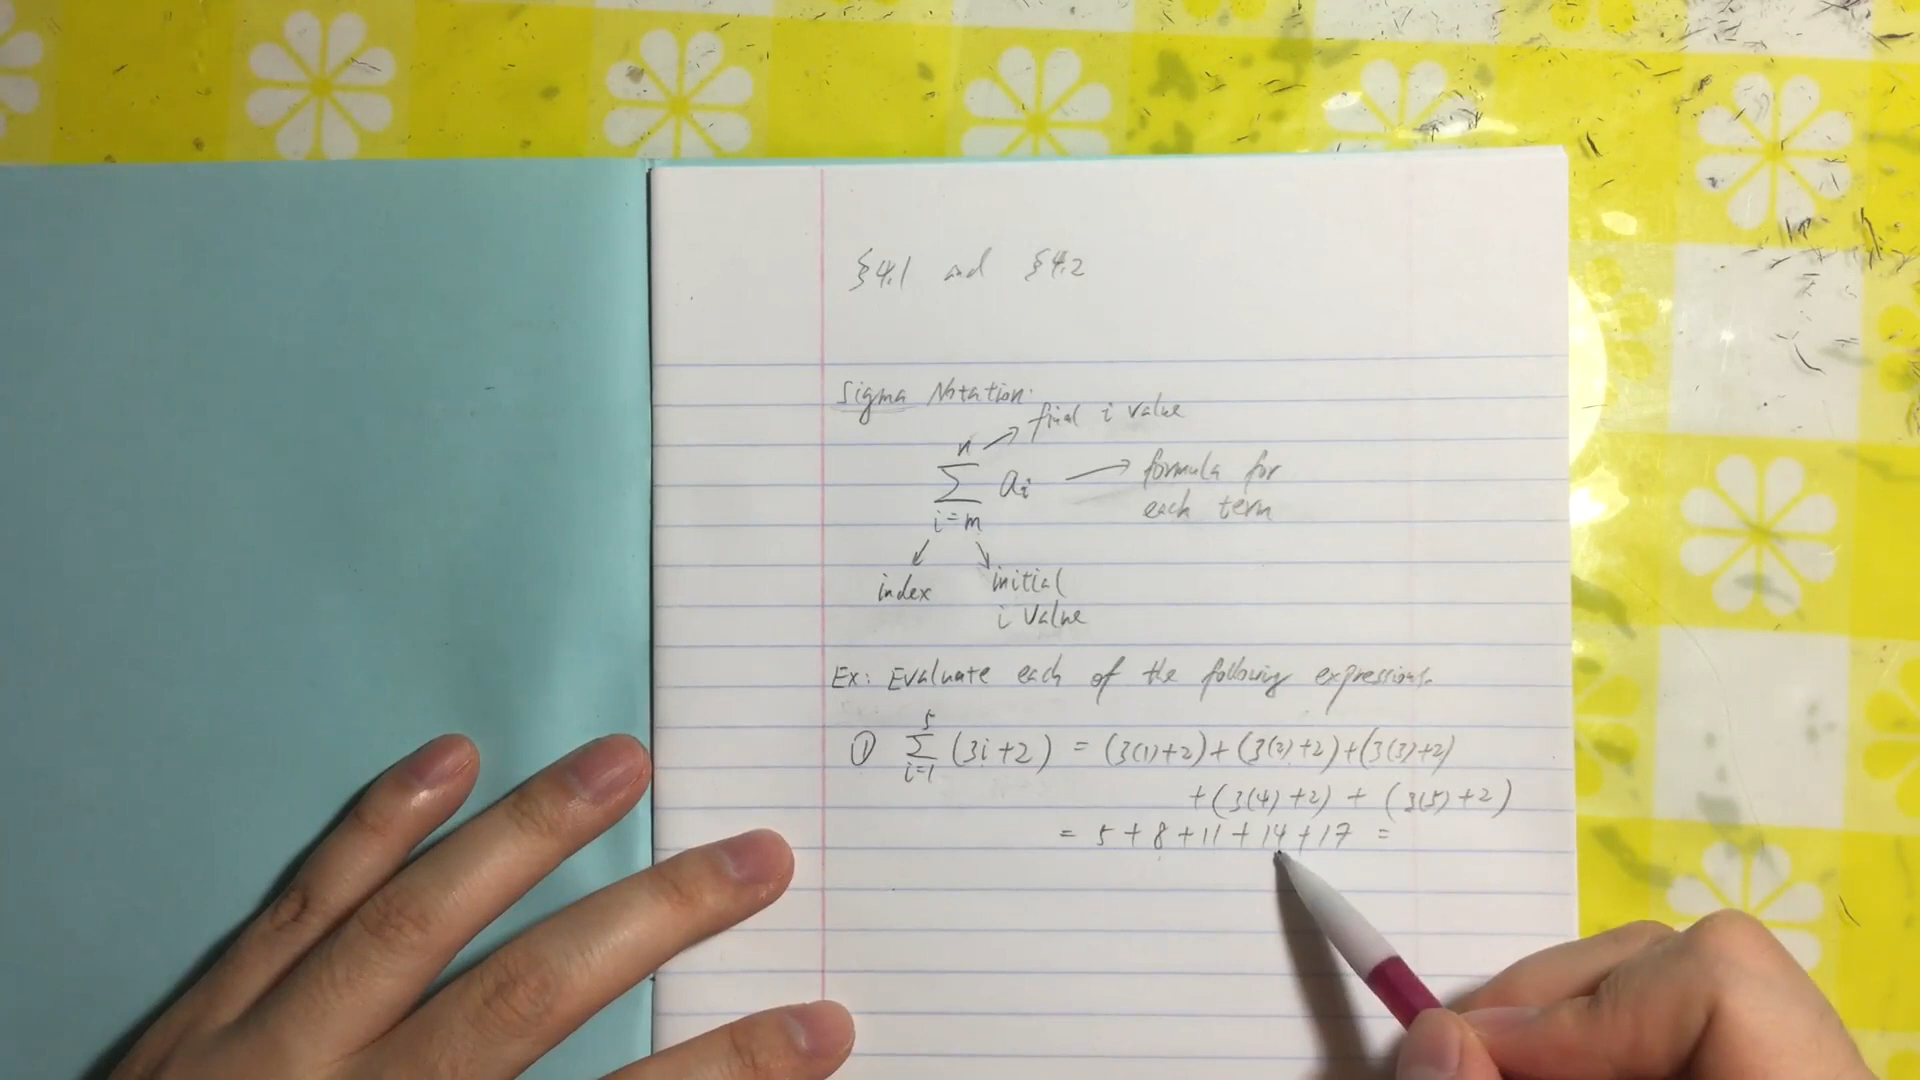 §4.1 and §4.2
Sigma Notation:
n → final i value
∑ aᵢ → formula for
each term
i=m
index initial
i value
Ex: Evaluate each of the following expressions.
① 5
∑ (3i+2) = (3(1)+2)+(3(2)+2)+(3(3)+2)
i=1
+(3(4)+2) + (3(5)+2)
= 5+8+11+14+17 =